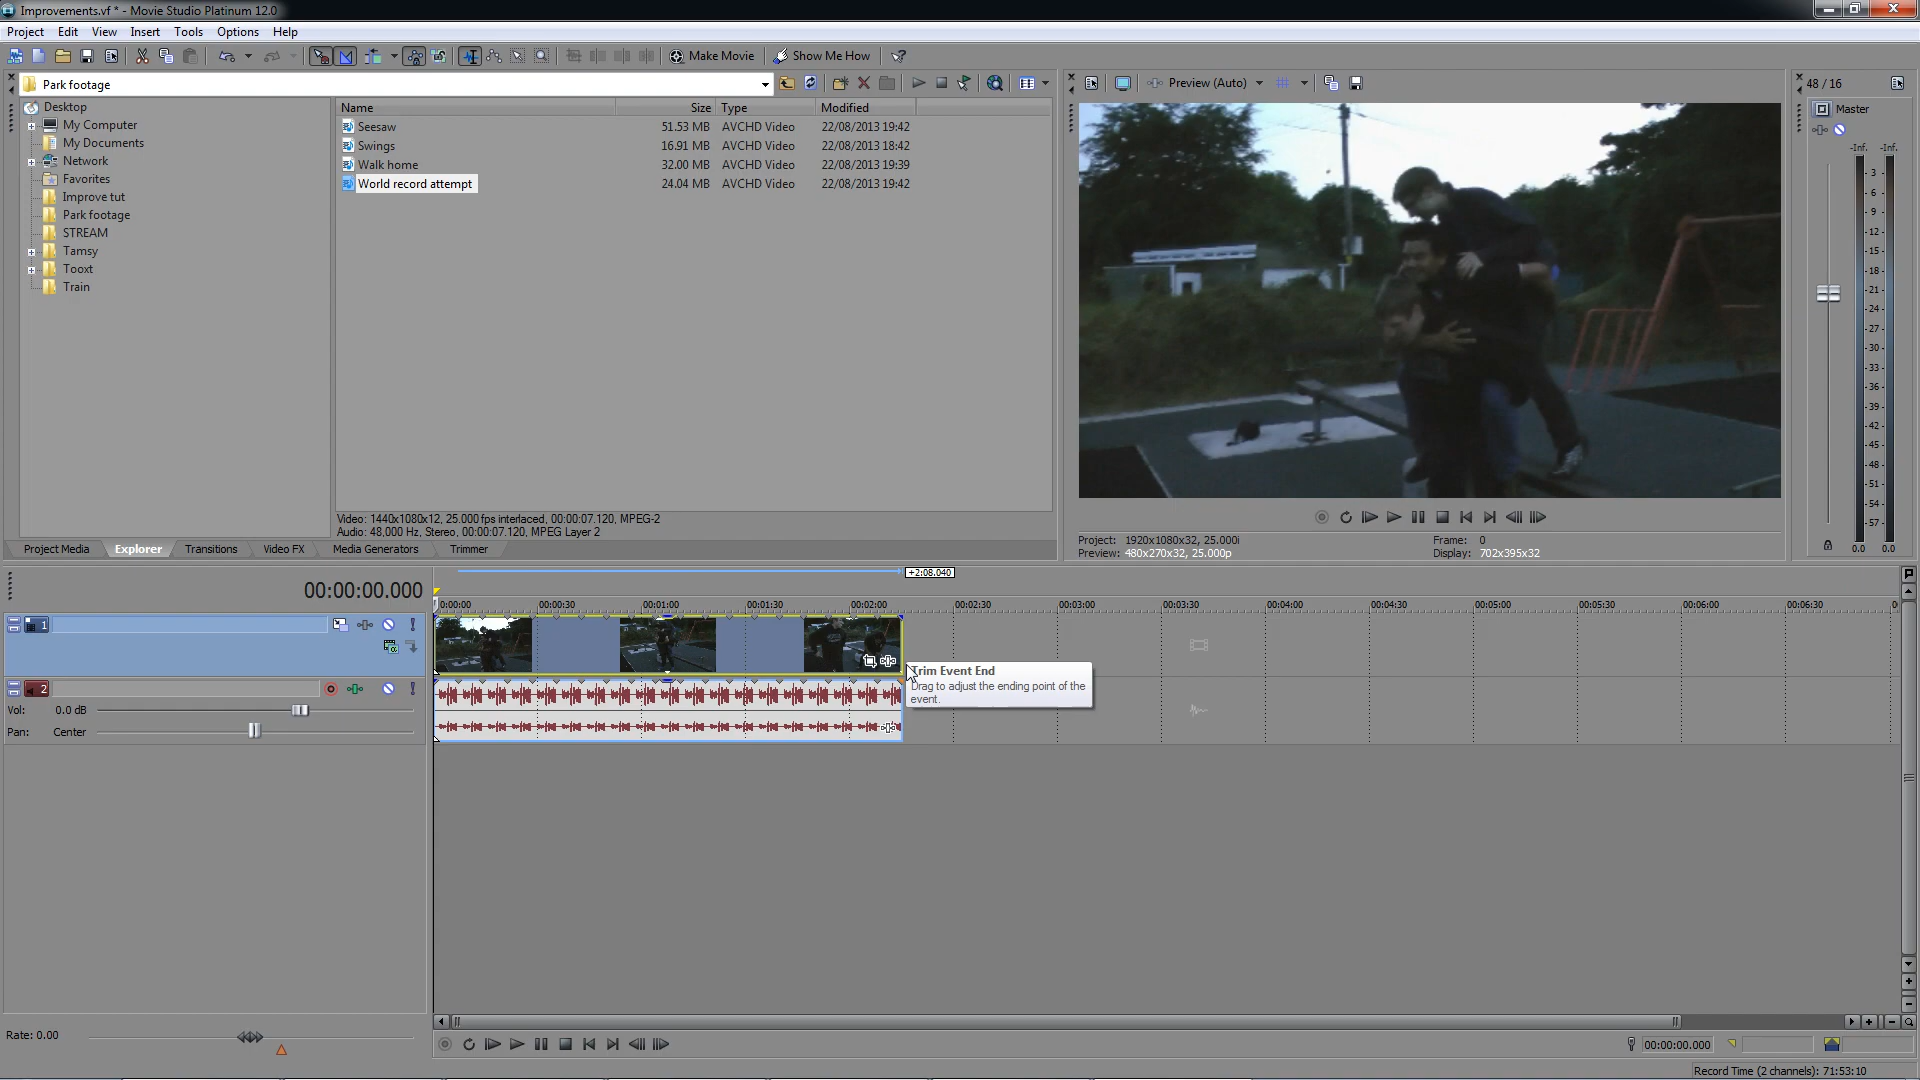 Improvements.vf * - Movie Studio Platinum 12.0
Project Edit View Insert Tools Options Help
Make Movie Show Me How
Park footage
Desktop
My Computer
My Documents
Network
Favorites
Improve tut
Park footage
STREAM
Tamsy
Tooxt
Train
Name Size Type Modified
Seesaw 51.53 MB AVCHD Video 22/08/2013 19:42
Swings 16.91 MB AVCHD Video 22/08/2013 18:42
Walk home 32.00 MB AVCHD Video 22/08/2013 19:39
World record attempt 24.04 MB AVCHD Video 22/08/2013 19:42
Video: 1440x1080x12, 25.000 fps interlaced, 00:00:07.120, MPEG-2
Audio: 48,000 Hz, Stereo, 00:00:07.120, MPEG Layer 2
Project Media Explorer Transitions Video FX Media Generators Trimmer
Preview (Auto)
Project: 1920x1080x32, 25.000i
Preview: 480x270x32, 25.000p
Frame: 0
Display: 702x395x32
48 / 16
Master
-Inf. -Inf.
- 3 -
- 6 -
- 9 -
-12-
-15-
-18-
-21-
-24-
-27-
-30-
-33-
-36-
-39-
-42-
-45-
-48-
-51-
-54-
-57-
0.0 0.0
00:00:00.000
+2:08.040
0:00:00 00:00:30 00:01:00 00:01:30 00:02:00 00:02:30 00:03:00 00:03:30 00:04:00 00:04:30 00:05:00 00:05:30 00:06:00 00:06:30
1
2
Vol: 0.0 dB
Pan: Center
Trim Event End
Drag to adjust the ending point of the
event.
Rate: 0.00
00:00:00.000
Record Time (2 channels): 71:53:10